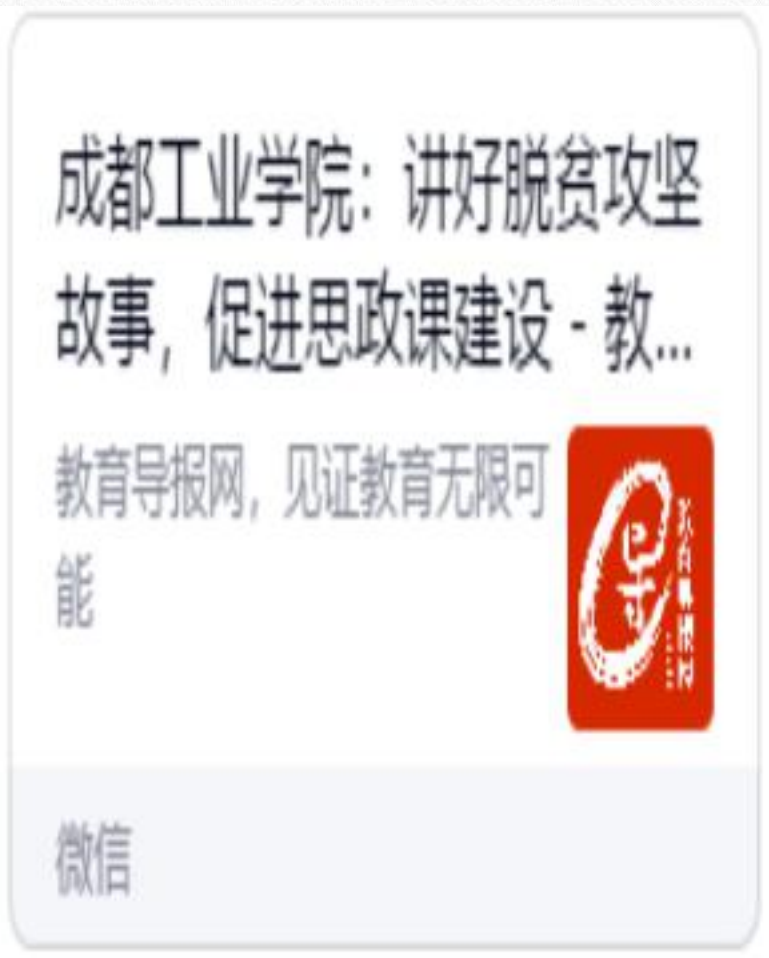 成都工业学院：讲好脱贫攻坚
故事，促进思政课建设 - 教...
教育导报网，见证教育无限可
能
导
微信